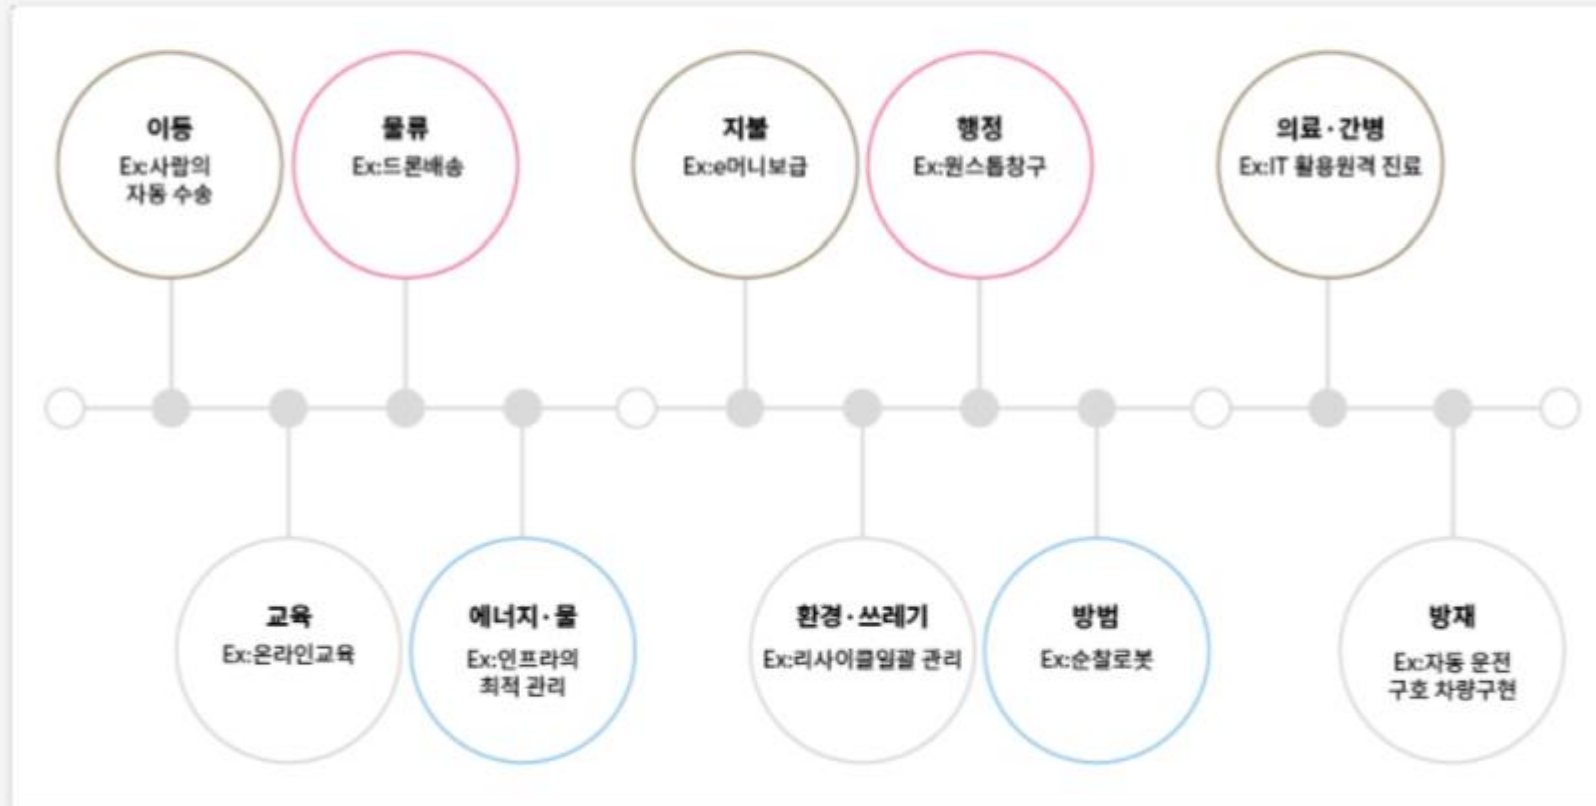 이동
Ex:사람의
자동 수송
물류
Ex:드론배송
지불
Ex:e머니보급
행정
Ex:원스톱창구
의료·간병
Ex:IT 활용원격 진료
교육
Ex:온라인교육
에너지·물
Ex:인프라의
최적 관리
환경·쓰레기
Ex:리사이클일괄 관리
방범
Ex:순찰로봇
방재
Ex:자동 운전
구호 차량구현